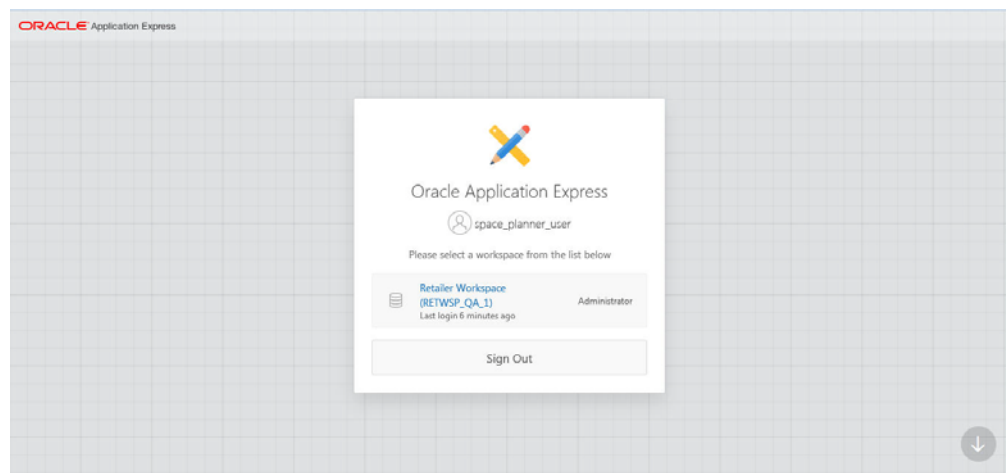 ORACLE Application Express
Oracle Application Express
space_planner_user
Please select a workspace from the list below
Retailer Workspace
(RETWSP_QA_1)
Administrator
Last login 6 minutes ago
Sign Out